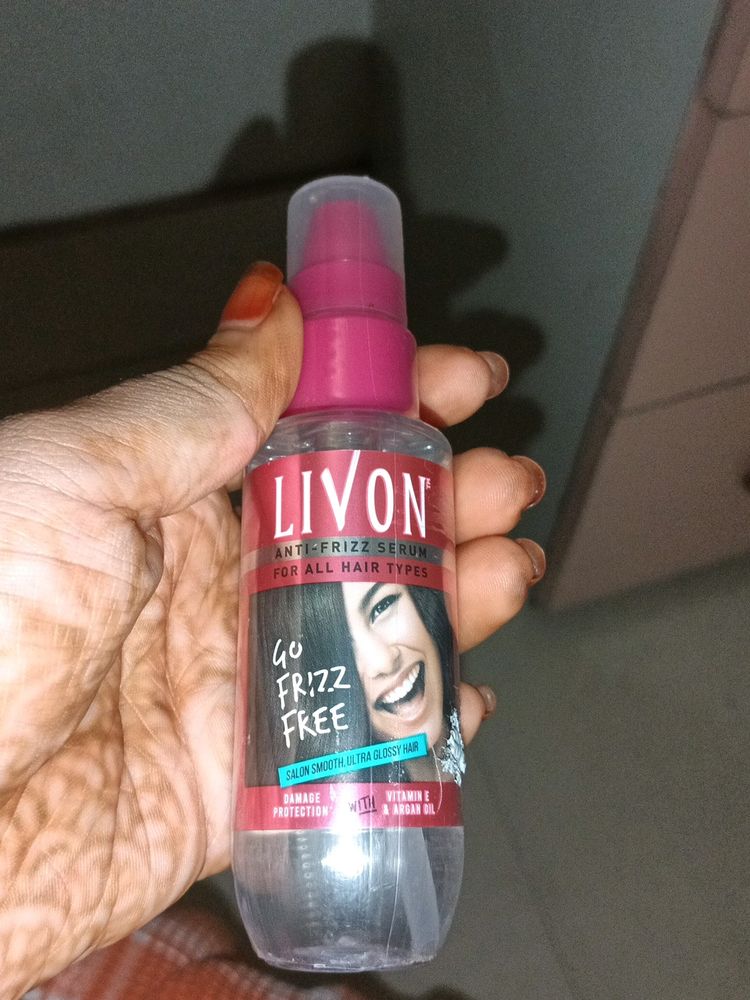 LIVON
ANTI-FRIZZ SERUM
FOR ALL HAIR TYPES
GO
FRIZZ
FREE
SALON SMOOTH, ULTRA GLOSSY HAIR
DAMAGE
PROTECTION*
WITH
VITAMIN E
& ARGAN OIL